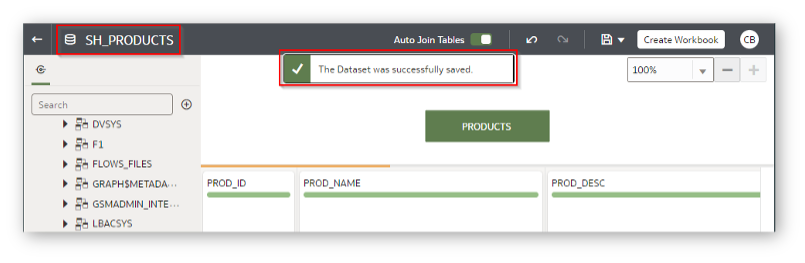 SH_PRODUCTS
Auto Join Tables
Create Workbook
CB
The Dataset was successfully saved.
100%
Search
DVSYS
F1
FLOWS_FILES
GRAPH$METADA...
GSMADMIN_INTE...
LBACSYS
PRODUCTS
PROD_ID
PROD_NAME
PROD_DESC